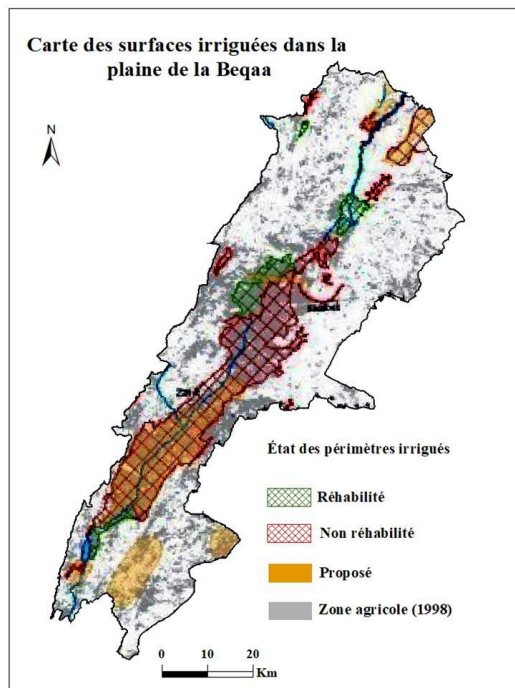 Carte des surfaces irriguées dans la
plaine de la Beqaa
N
État des périmètres irrigués
Réhabilité
Non réhabilité
Proposé
Zone agricole (1998)
0 10 20
Km